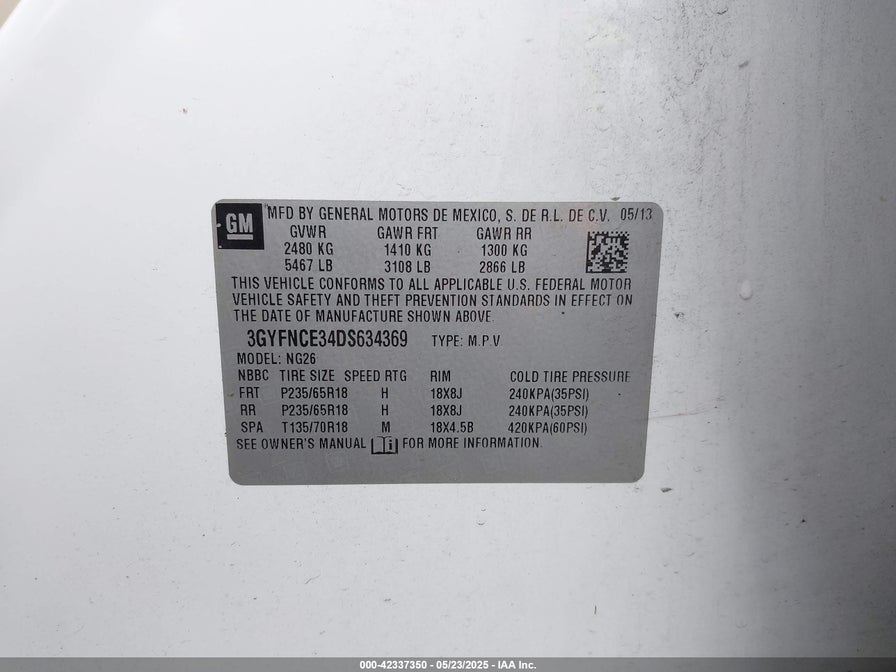 GM
MFD BY GENERAL MOTORS DE MEXICO, S. DE R.L. DE C.V. 05/13
GVWR GAWR FRT GAWR RR
2480 KG 1410 KG 1300 KG
5467 LB 3108 LB 2866 LB
THIS VEHICLE CONFORMS TO ALL APPLICABLE U.S. FEDERAL MOTOR
VEHICLE SAFETY AND THEFT PREVENTION STANDARDS IN EFFECT ON
THE DATE OF MANUFACTURE SHOWN ABOVE.
3GYFNCE34DS634369 TYPE: M.P.V.
MODEL: NG26
NBBC TIRE SIZE SPEED RTG RIM COLD TIRE PRESSURE
FRT P235/65R18 H 18X8J 240KPA(35PSI)
RR P235/65R18 H 18X8J 240KPA(35PSI)
SPA T135/70R18 M 18X4.5B 420KPA(60PSI)
SEE OWNER'S MANUAL FOR MORE INFORMATION.
000-42337350 - 05/23/2025 - IAA Inc.